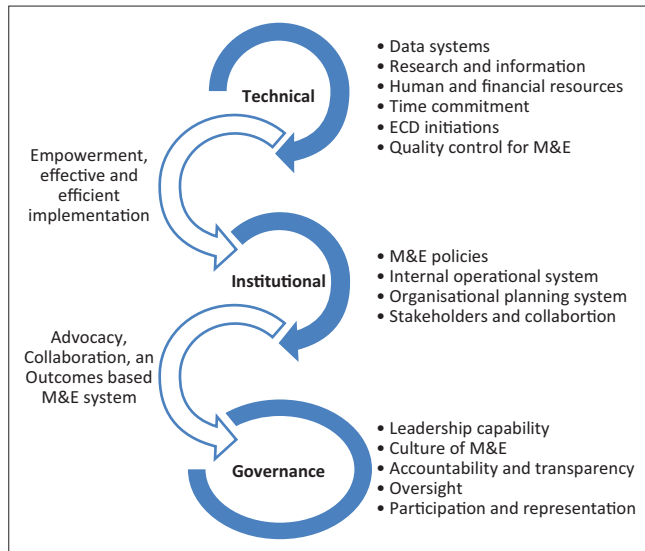 Technical
• Data systems
• Research and information
• Human and financial resources
• Time commitment
• ECD initiations
• Quality control for M&E
Empowerment,
effective and
efficient
implementation
Institutional
• M&E policies
• Internal operational system
• Organisational planning system
• Stakeholders and collabortion
Advocacy,
Collaboration, an
Outcomes based
M&E system
Governance
• Leadership capability
• Culture of M&E
• Accountability and transparency
• Oversight
• Participation and representation